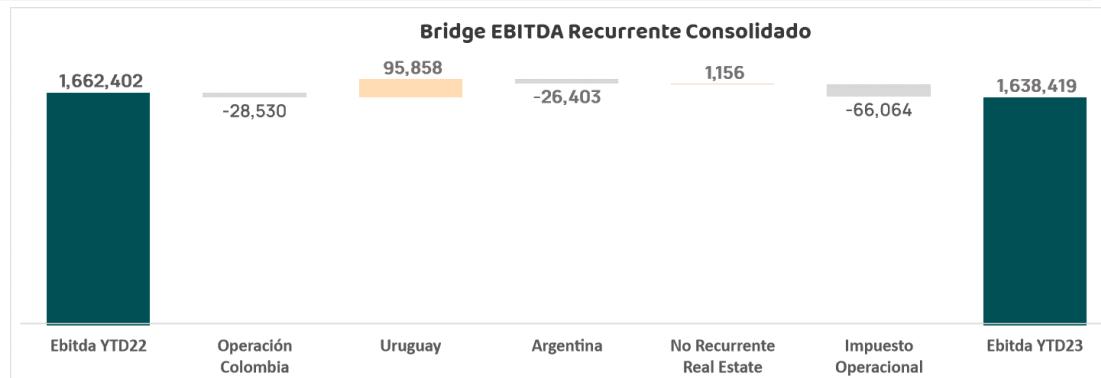 Bridge EBITDA Recurrente Consolidado
1,662,402
-28,530
95,858
-26,403
1,156
-66,064
1,638,419
Ebitda YTD22
Operación
Colombia
Uruguay
Argentina
No Recurrente
Real Estate
Impuesto
Operacional
Ebitda YTD23